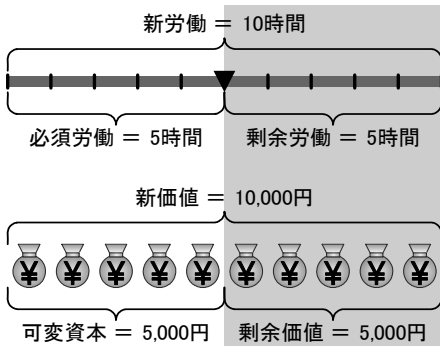 新労働 = 10時間
必須労働 = 5時間
剰余労働 = 5時間
新価値 = 10,000円
¥ ¥ ¥ ¥ ¥ ¥ ¥ ¥ ¥ ¥
可変資本 = 5,000円
剰余価値 = 5,000円